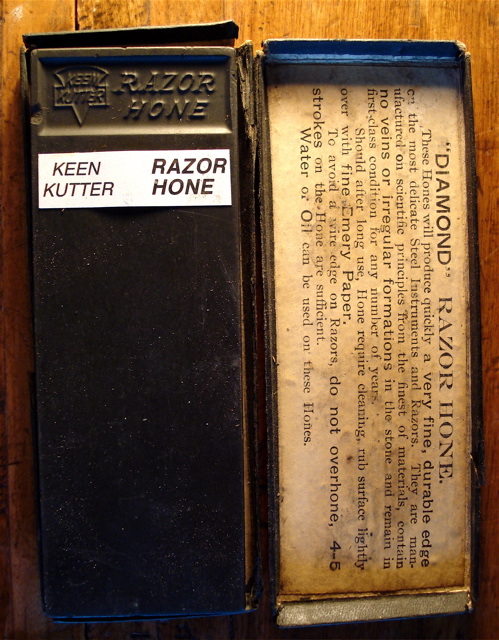 KEEN
KUTTER
RAZOR
HONE
KEEN
KUTTER
RAZOR
HONE
"DIAMOND" RAZOR HONE.
These Hones will produce quickly a very fine, durable edge
on the most delicate Steel Instruments and Razors. They are man-
ufactured on scientific principles from the finest of materials, contain
no veins or irregular formations in the stone and remain in
first-class condition for any number of years.
Should after long use, Hone require cleaning, rub surface lightly
over with fine Emery Paper.
To avoid a wire edge on Razors, do not overhone, 4-5
strokes on the Hone are sufficient.
Water or Oil can be used on these Hones.